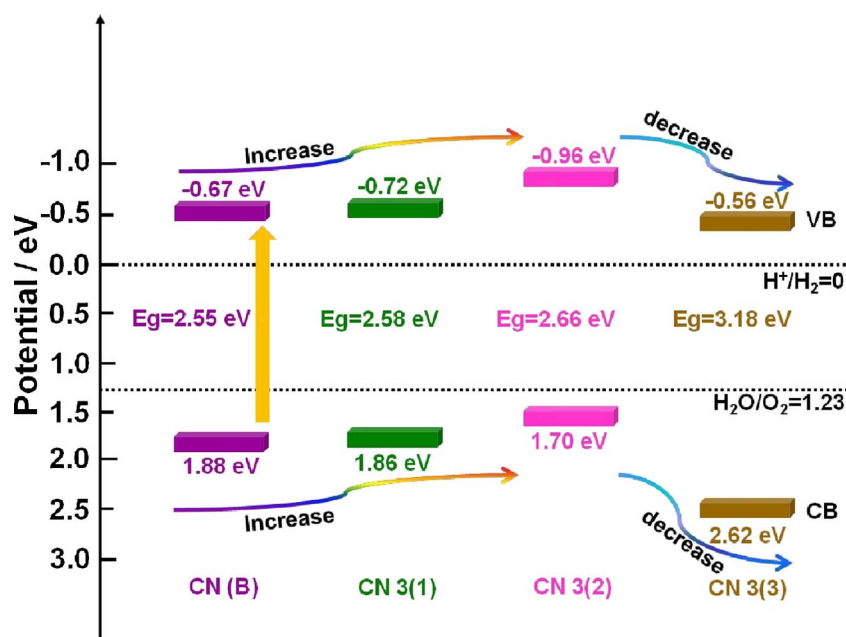 Potential / eV
-1.0
-0.5
0.0
0.5
1.0
1.5
2.0
2.5
3.0
Increase
decrease
-0.67 eV
-0.72 eV
-0.96 eV
-0.56 eV
VB
H⁺/H₂=0
Eg=2.55 eV
Eg=2.58 eV
Eg=2.66 eV
Eg=3.18 eV
H₂O/O₂=1.23
1.88 eV
1.86 eV
1.70 eV
2.62 eV
CB
Increase
decrease
CN (B)
CN 3(1)
CN 3(2)
CN 3(3)